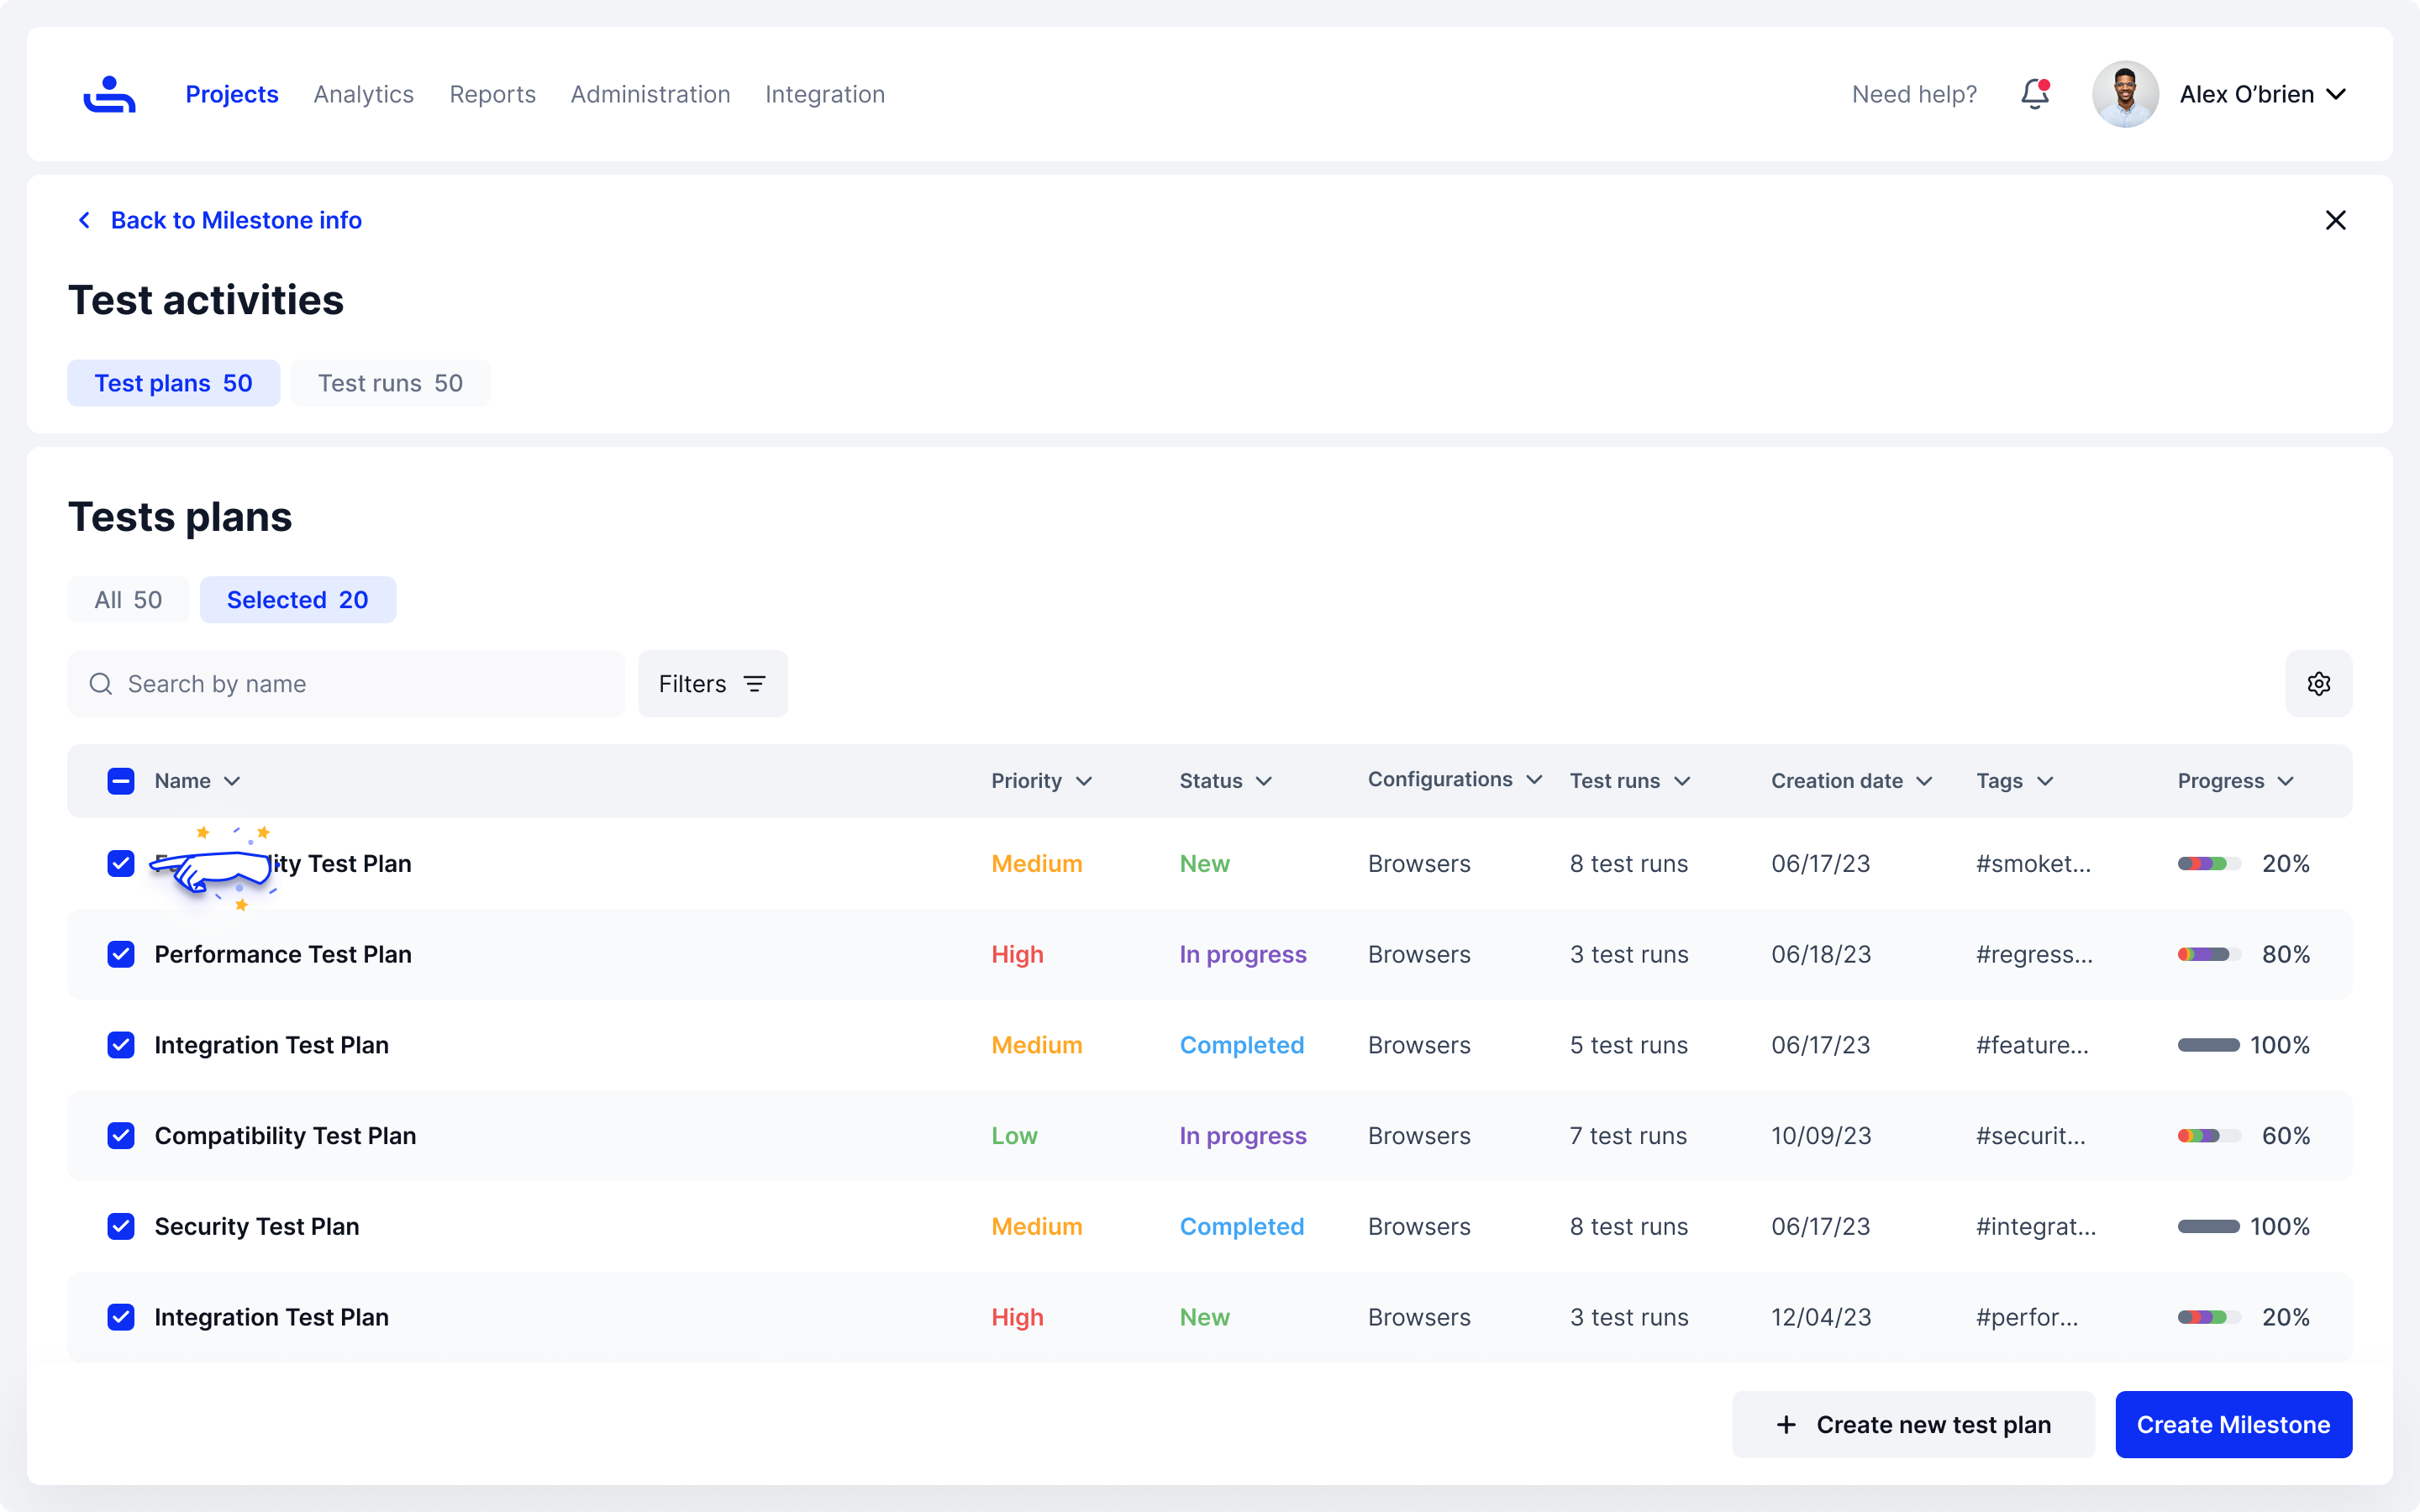 Projects Analytics Reports Administration Integration Need help? Alex O’brien
Back to Milestone info
Test activities
Test plans 50 Test runs 50
Tests plans
All 50 Selected 20
Search by name Filters
Name Priority Status Configurations Test runs Creation date Tags Progress
Test Plan Medium New Browsers 8 test runs 06/17/23 #smoket... 20%
Performance Test Plan High In progress Browsers 3 test runs 06/18/23 #regress... 80%
Integration Test Plan Medium Completed Browsers 5 test runs 06/17/23 #feature... 100%
Compatibility Test Plan Low In progress Browsers 7 test runs 10/09/23 #securit... 60%
Security Test Plan Medium Completed Browsers 8 test runs 06/17/23 #integrat... 100%
Integration Test Plan High New Browsers 3 test runs 12/04/23 #perfor... 20%
Create new test plan Create Milestone